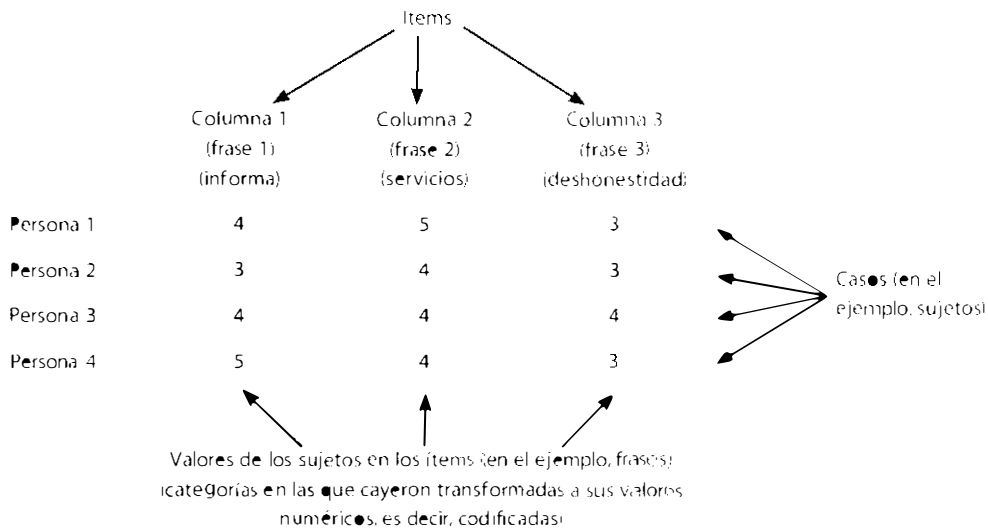 Items
Columna 1 Columna 2 Columna 3
(frase 1) (frase 2) (frase 3)
(informa) (servicios) (deshonestidad)
Persona 1 4 5 3
Persona 2 3 4 3
Persona 3 4 4 4
Persona 4 5 4 3
Casos (en el
ejemplo, sujetos)
Valores de los sujetos en los ítems (en el ejemplo, frases)
(categorías en las que cayeron transformadas a sus valores
numéricos, es decir, codificadas)